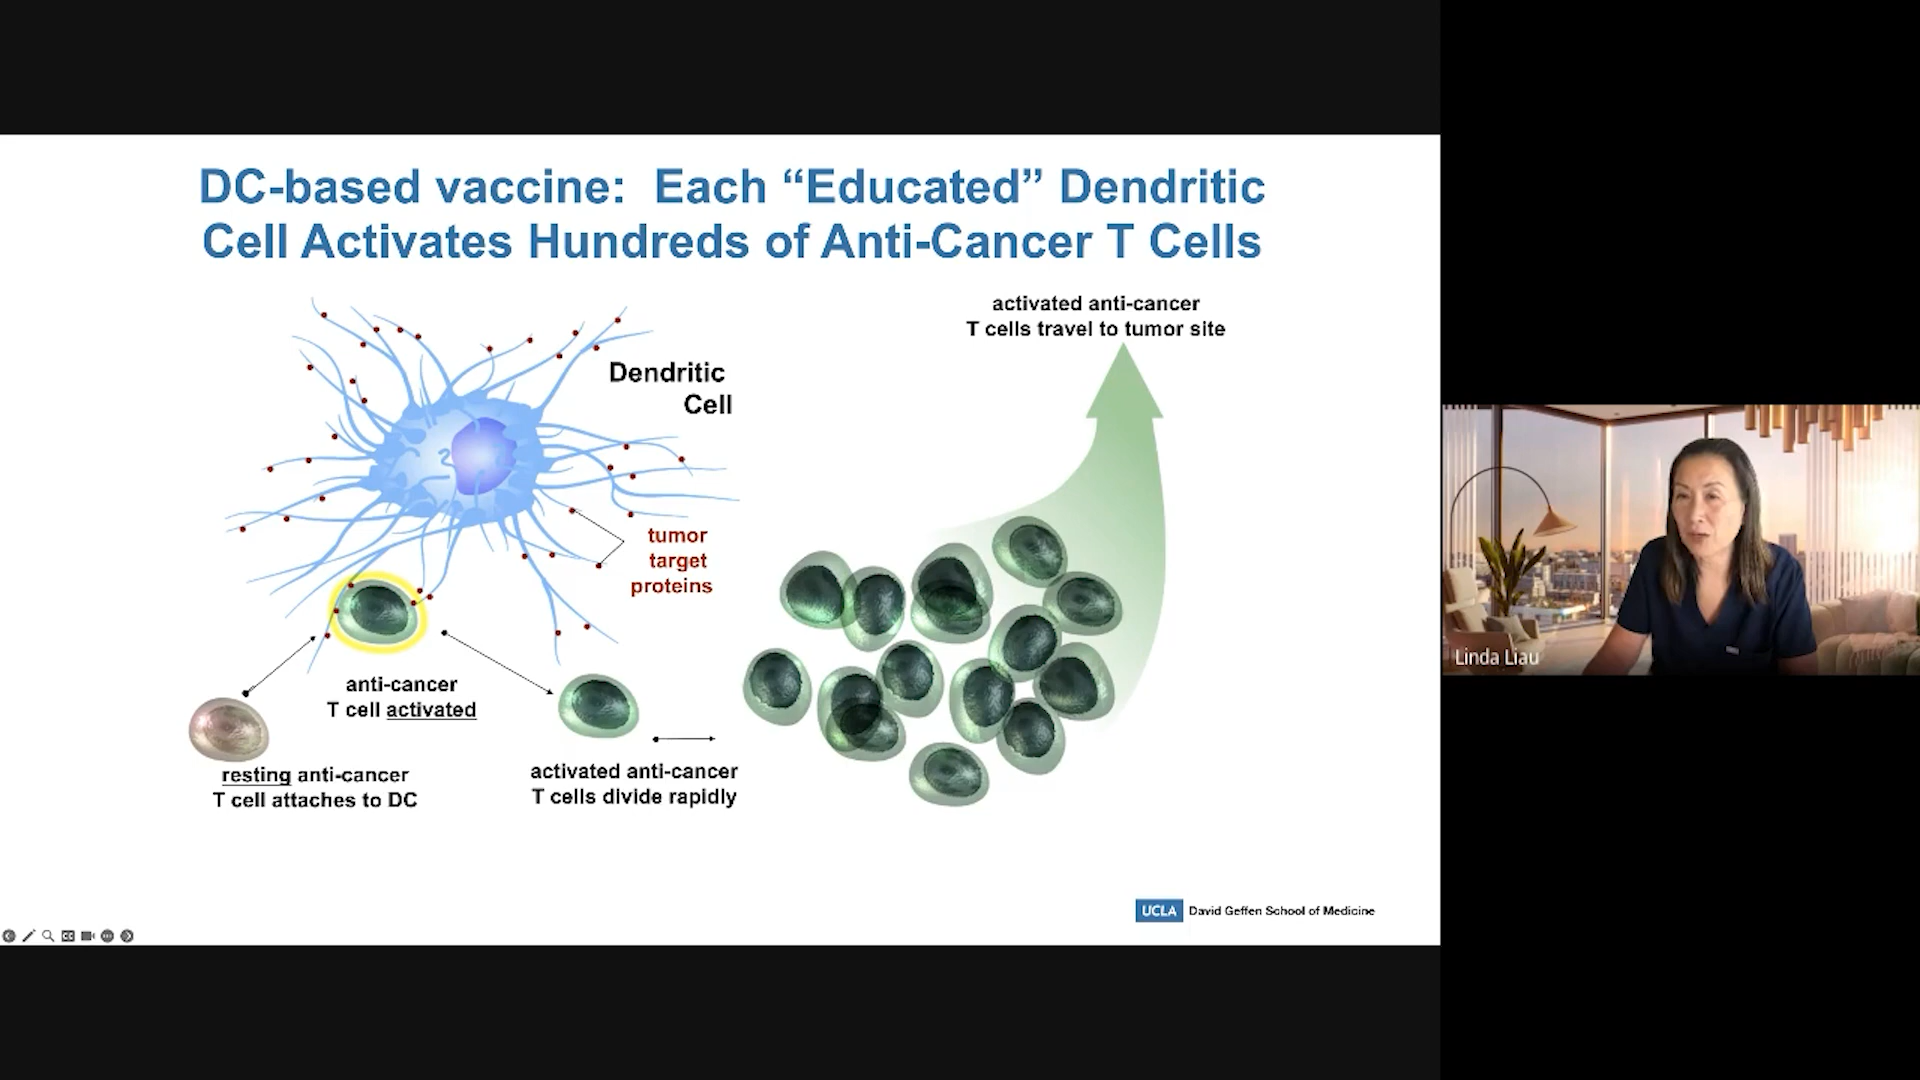 DC-based vaccine:  Each “Educated” Dendritic
Cell Activates Hundreds of Anti-Cancer T Cells
activated anti-cancer
T cells travel to tumor site
Dendritic
Cell
tumor
target
proteins
anti-cancer
T cell activated
resting anti-cancer
T cell attaches to DC
activated anti-cancer
T cells divide rapidly
Linda Liau
UCLA David Geffen School of Medicine